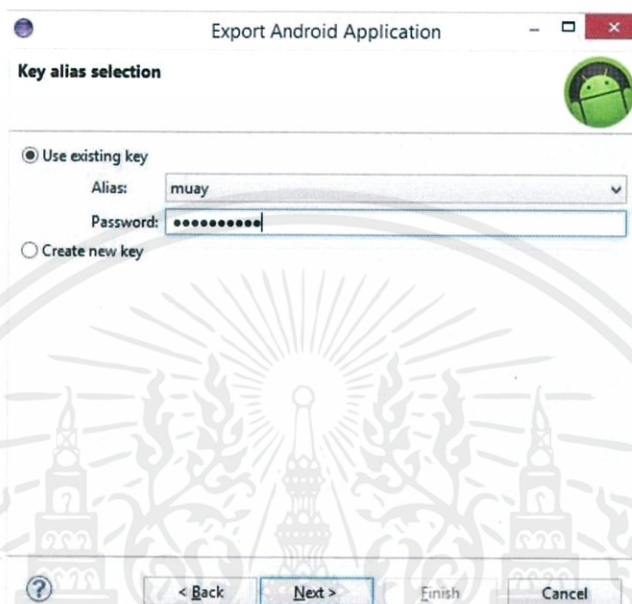 Export Android Application
Key alias selection
Use existing key
Alias: muay
Password: ●●●●●●●●●●
Create new key
? < Back Next > Finish Cancel